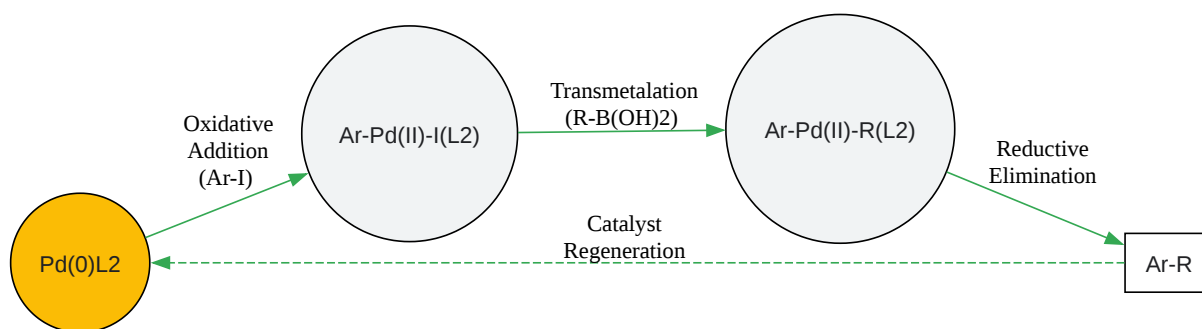 Oxidative
Addition
(Ar-I)
Transmetalation
(R-B(OH)2)
Ar-Pd(II)-I(L2)
Ar-Pd(II)-R(L2)
Reductive
Elimination
Catalyst
Regeneration
Pd(0)L2
Ar-R